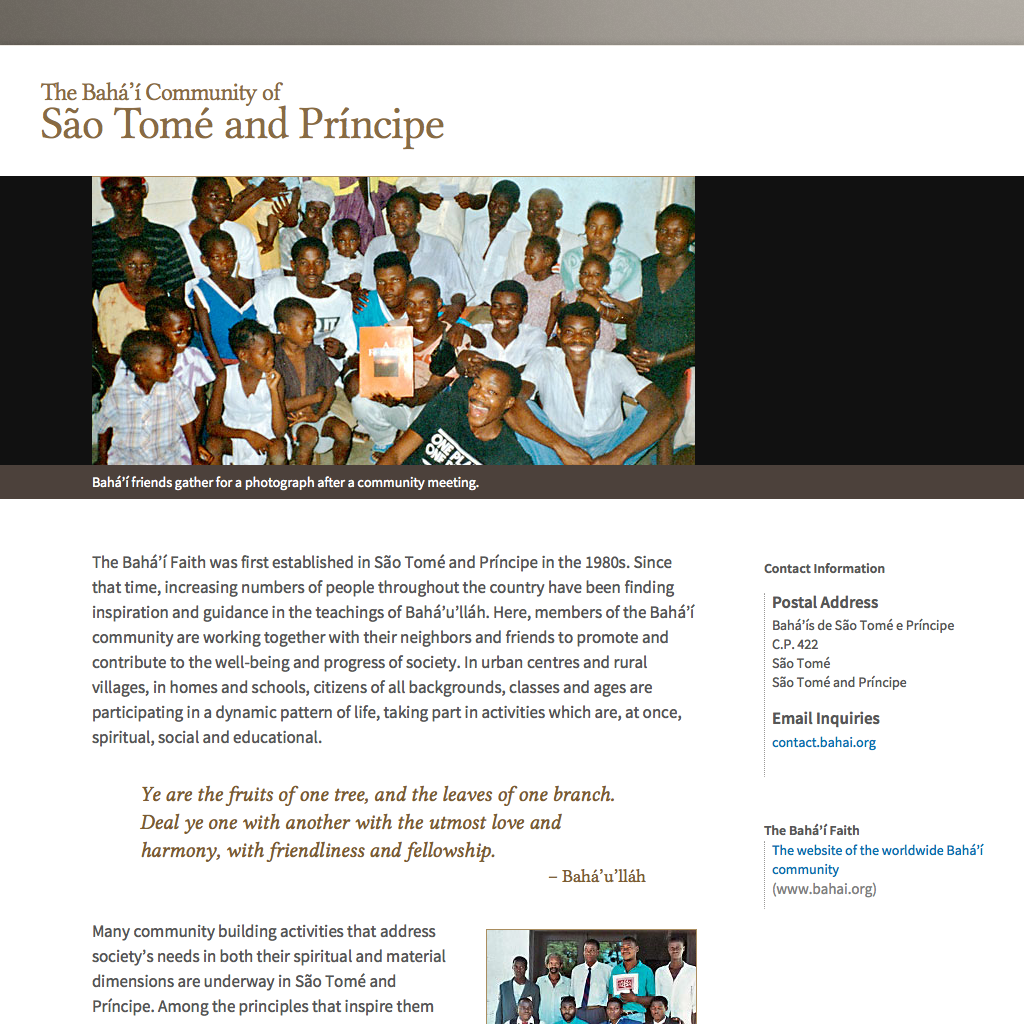 The Bahá’í Community of
São Tomé and Príncipe
ONE PLA
ONE
Bahá’í friends gather for a photograph after a community meeting.
The Bahá’í Faith was first established in São Tomé and Príncipe in the 1980s. Since
that time, increasing numbers of people throughout the country have been finding
inspiration and guidance in the teachings of Bahá’u’lláh. Here, members of the Bahá’í
community are working together with their neighbors and friends to promote and
contribute to the well-being and progress of society. In urban centres and rural
villages, in homes and schools, citizens of all backgrounds, classes and ages are
participating in a dynamic pattern of life, taking part in activities which are, at once,
spiritual, social and educational.
Ye are the fruits of one tree, and the leaves of one branch.
Deal ye one with another with the utmost love and
harmony, with friendliness and fellowship.
– Bahá’u’lláh
Many community building activities that address
society’s needs in both their spiritual and material
dimensions are underway in São Tomé and
Príncipe. Among the principles that inspire them
Contact Information
Postal Address
Bahá’ís de São Tomé e Príncipe
C.P. 422
São Tomé
São Tomé and Príncipe
Email Inquiries
contact.bahai.org
The Bahá’í Faith
The website of the worldwide Bahá’í
community
(www.bahai.org)